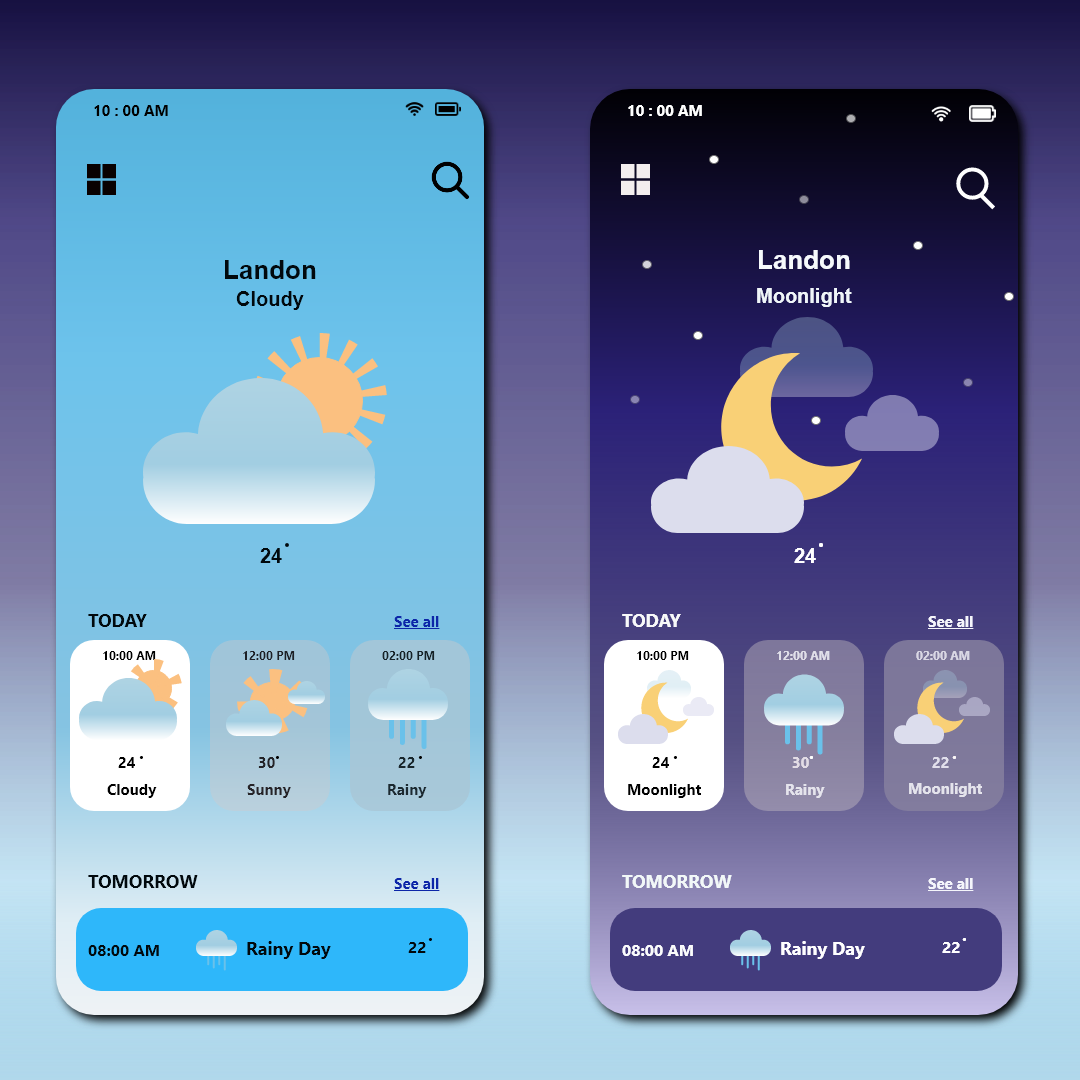 10 : 00 AM
Landon
Cloudy
24°
TODAY See all
10:00 AM 12:00 PM 02:00 PM
24° 30° 22°
Cloudy Sunny Rainy
TOMORROW See all
08:00 AM Rainy Day 22°
10 : 00 AM
Landon
Moonlight
24°
TODAY See all
10:00 PM 12:00 AM 02:00 AM
24° 30° 22°
Moonlight Rainy Moonlight
TOMORROW See all
08:00 AM Rainy Day 22°